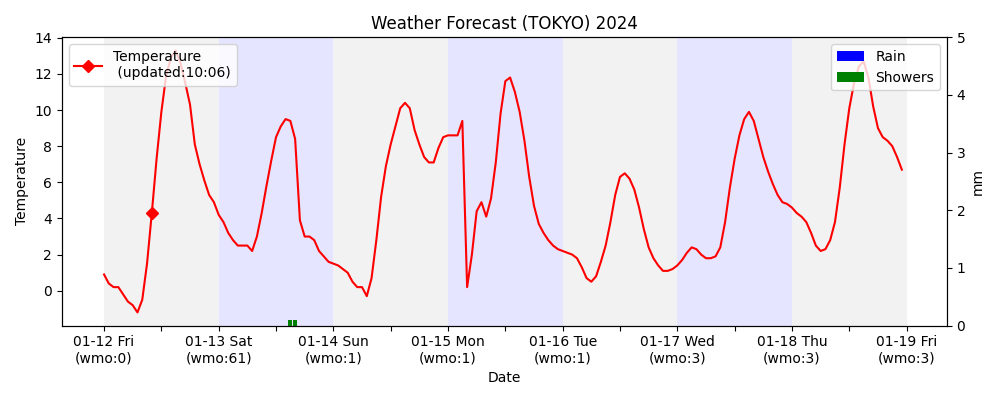 Weather Forecast (TOKYO) 2024
Temperature
(updated:10:06)
Rain
Showers
14
12
10
8
6
4
2
0
Temperature
5
4
3
2
1
0
mm
01-12 Fri
(wmo:0)
01-13 Sat
(wmo:61)
01-14 Sun
(wmo:1)
01-15 Mon
(wmo:1)
01-16 Tue
(wmo:1)
01-17 Wed
(wmo:3)
01-18 Thu
(wmo:3)
01-19 Fri
(wmo:3)
Date